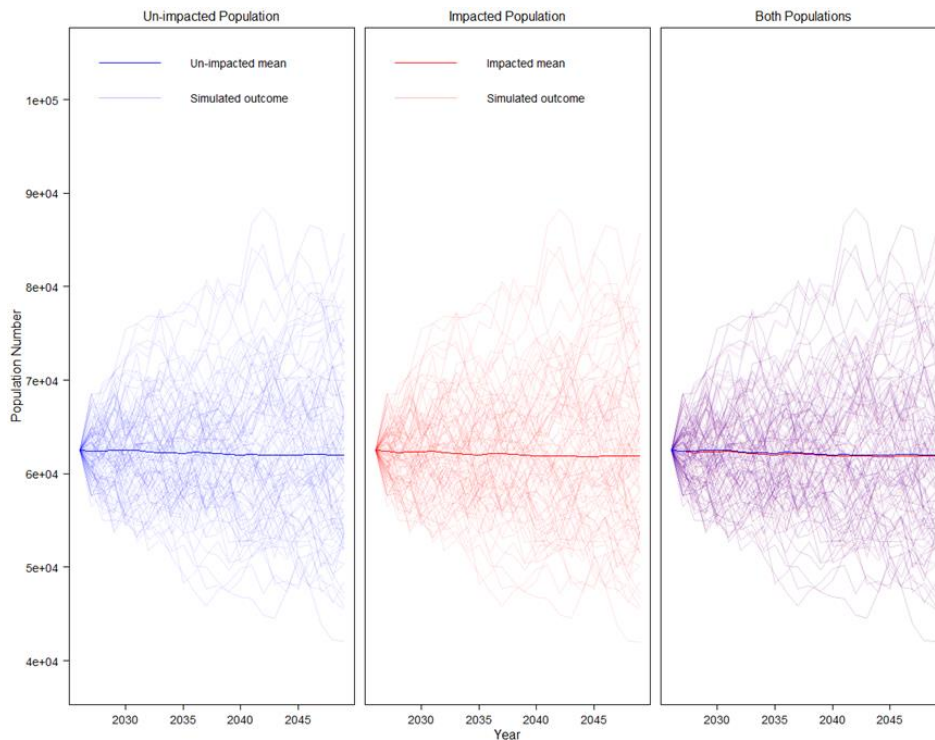 Un-impacted Population
Impacted Population
Both Populations
Un-impacted mean
Simulated outcome
Impacted mean
Simulated outcome
Population Number
1e+05
9e+04
8e+04
7e+04
6e+04
5e+04
4e+04
2030 2035 2040 2045
2030 2035 2040 2045
2030 2035 2040 2045
Year